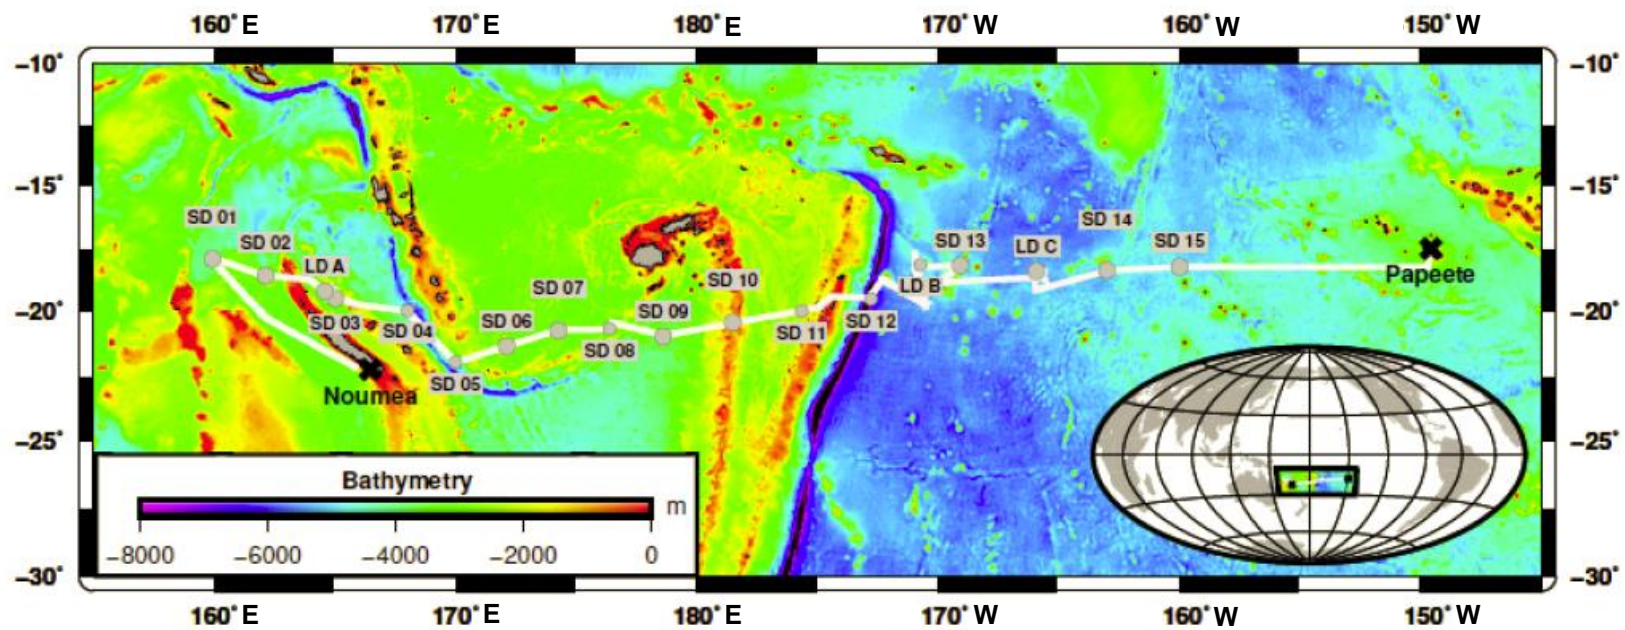 160° E 170° E 180° E 170° W 160° W 150° W
−10° −10°
−15° −15°
SD 01 SD 14
SD 02 SD 13 LD C SD 15
LD A SD 10 LD B Papeete
SD 07
−20° −20°
SD 03 SD 04 SD 06 SD 09 SD 11 SD 12
SD 08
SD 05
Noumea
−25° −25°
Bathymetry
m
−8000 −6000 −4000 −2000 0
−30° −30°
160° E 170° E 180° E 170° W 160° W 150° W